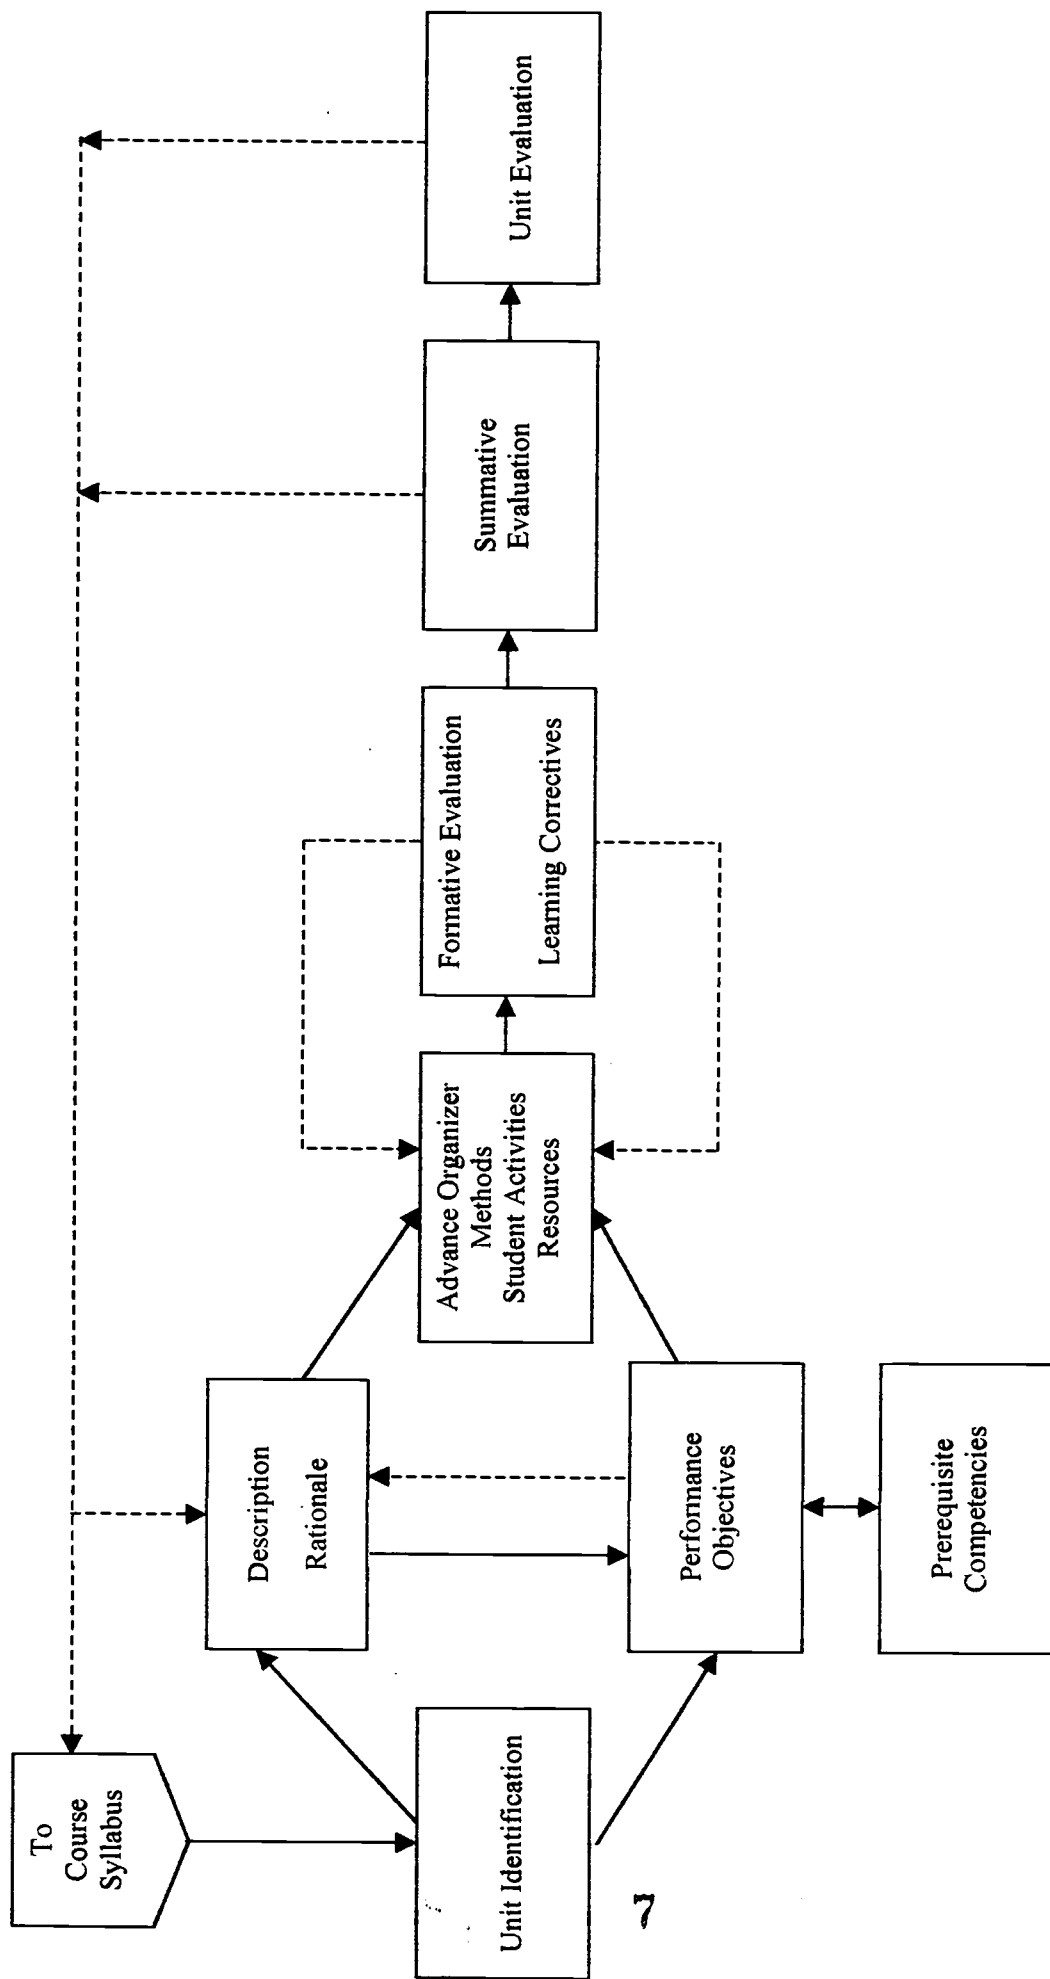 To
Course
Syllabus
Unit Identification
Description
Rationale
Performance
Objectives
Prerequisite
Competencies
Advance Organizer
Methods
Student Activities
Resources
Formative Evaluation
Learning Correctives
Summative
Evaluation
Unit Evaluation
7